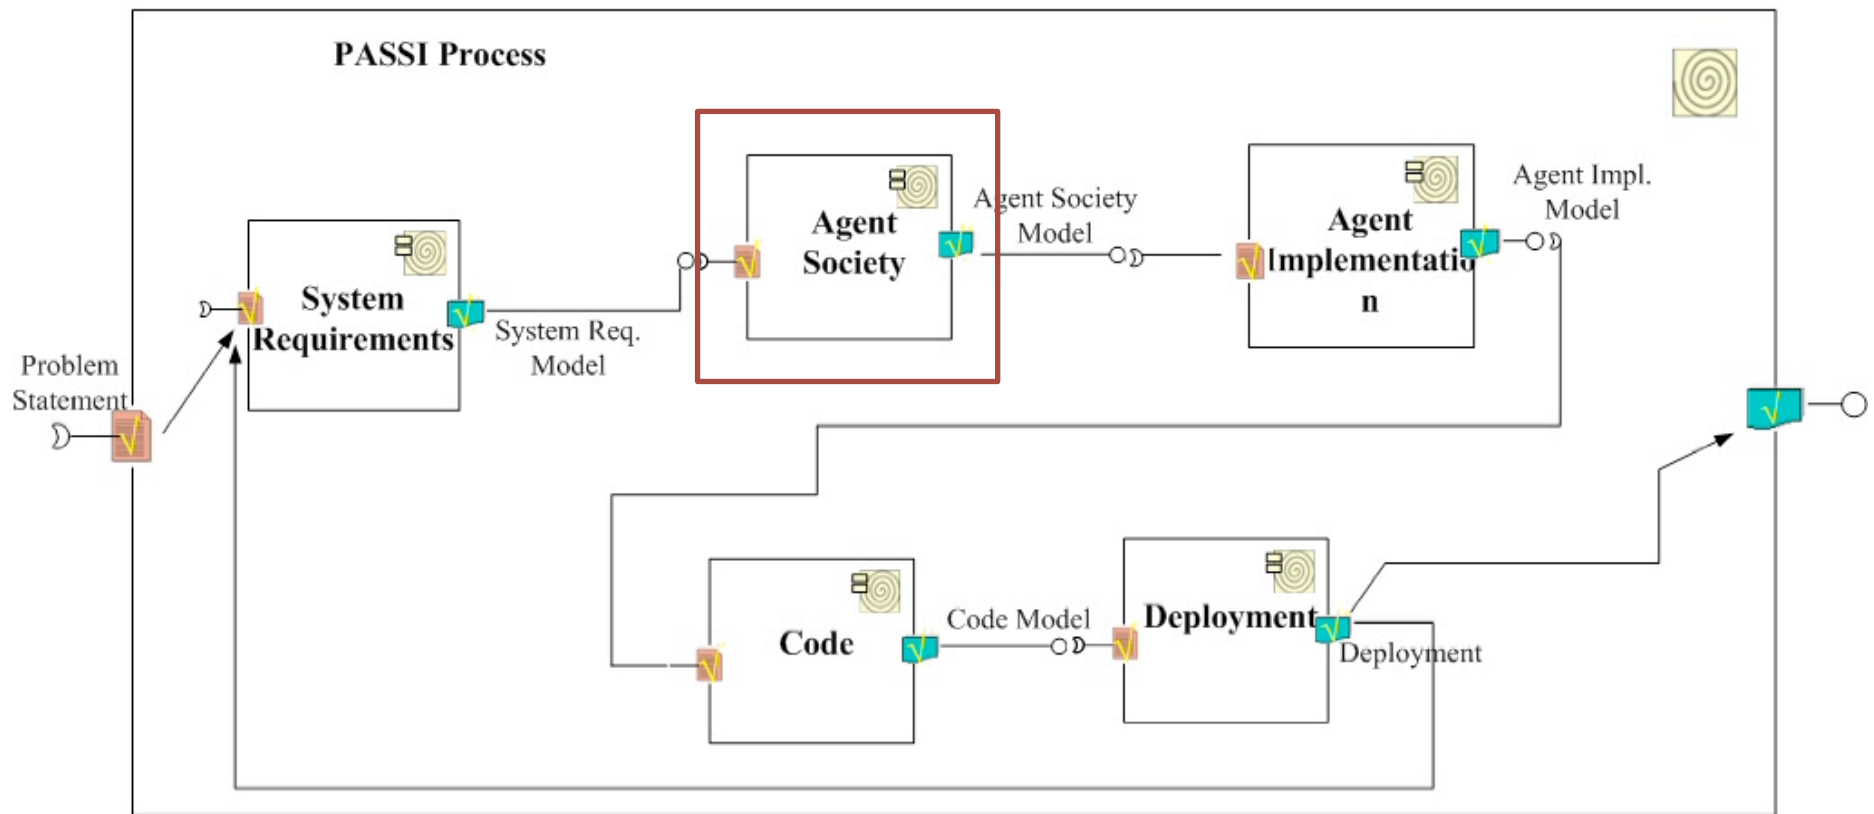 PASSI Process
Problem
Statement
System
Requirements
System Req.
Model
Agent
Society
Agent Society
Model
Agent
Implementatio
n
Agent Impl.
Model
Code
Code Model
Deployment
Deployment